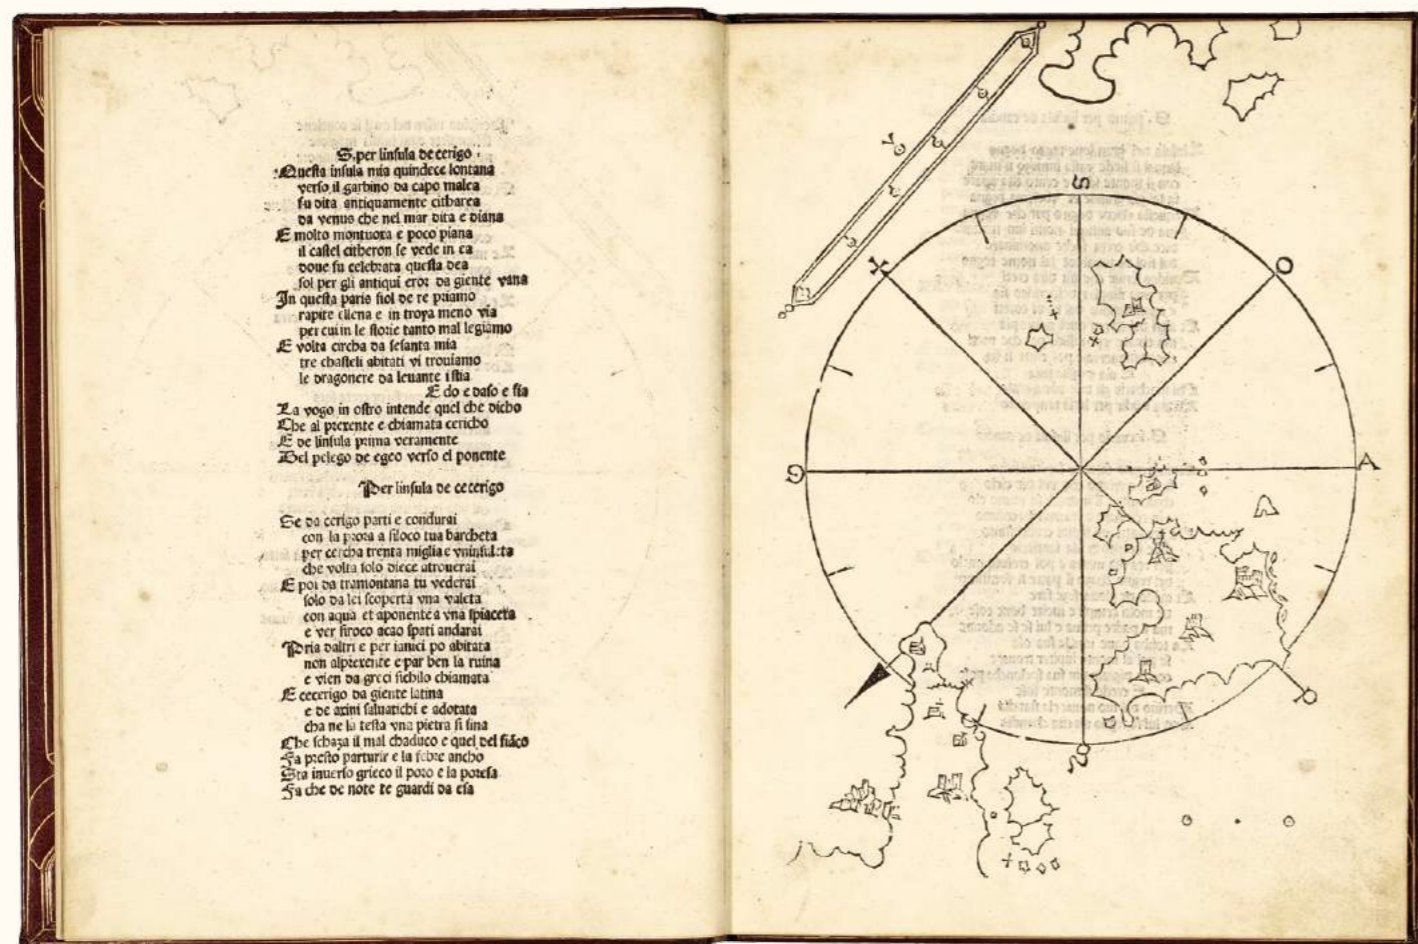 S. per linsula de cerigo .
Questa insula mia quindece lontana
verso il garbino da capo malea
fu dita antiquamente citharea
da venus che nel mar dita e diana
E molto montuoxa e poco piana
il castel citheron se vede in ea
doue fu celebrata questa dea
sol per gli antiqui eror da giente vana
In questa paris fiol de re priamo
rapite ellena e in troya meno via
per cui in le storie tanto mal legiamo
E volta circha da sesanta mia
tre chasteli abitati vi trouiamo
le dragonere da leuante istia
E do e daso e sia
La vogo in ostro intende quel che dicho
Che al prexente e chiamata cericho
E de linsula prima veramente
Del pelego de egeo verso el ponente
Per linsula de cecerigo
Se da cerigo parti e condurai
con la prora a siloco tua barcheta
per cercha trenta miglia e vninsuleta
che volta solo diece atrouerai
E poi da tramontana tu vederai
solo da lei scoperta vna valeta
con aqua et aponente a vna spiaceta
e ver siroco acao spati andarai
Pria daltri e per ianici po abitata
non alprexente e par ben la ruina
e vien da greci sichilo chiamata
E cecerigo da giente latina
e de axini saluatichi e adotata
cha ne la testa vna pietra si fina
Che schaza il mal chaduco e quel del fiãco
Fa presto parturir e la febre ancho
Sta inuerso grieco il poro e la poresa
Fa che de note te guardi da esa
S
O
A